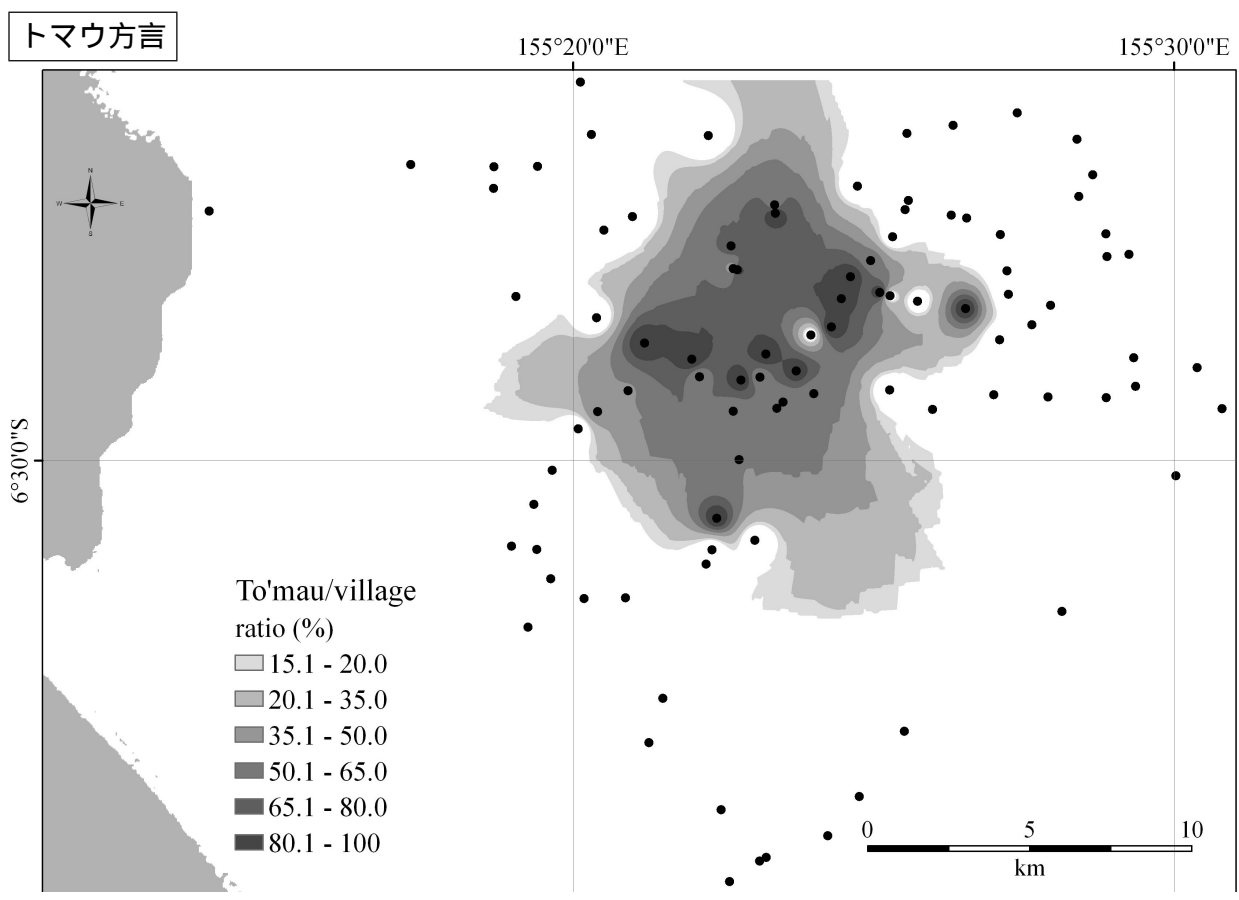 トマウ方言
155°20'0"E
155°30'0"E
N
W
E
S
6°30'0"S
To'mau/village
ratio (%)
15.1 - 20.0
20.1 - 35.0
35.1 - 50.0
50.1 - 65.0
65.1 - 80.0
80.1 - 100
0 5 10
km